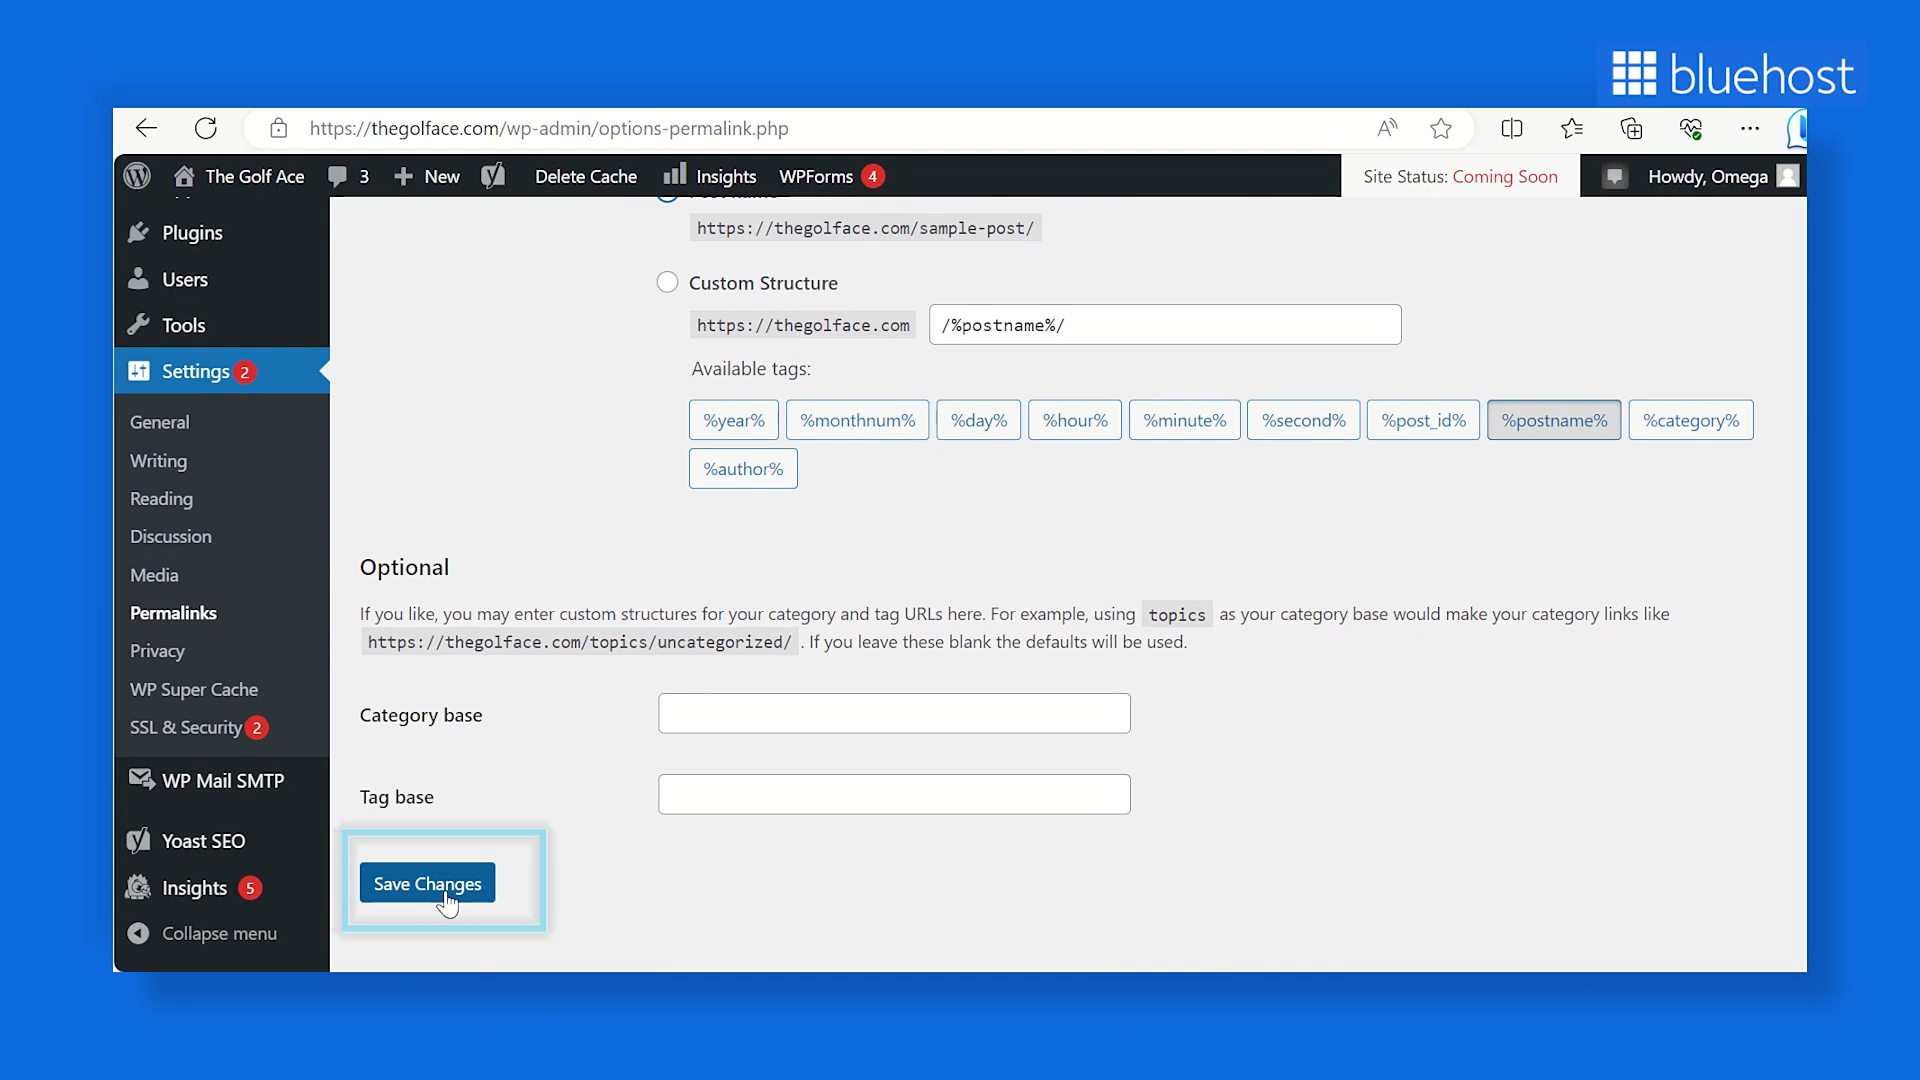 bluehost
https://thegolface.com/wp-admin/options-permalink.php
The Golf Ace 3 New Delete Cache Insights WPForms 4 Site Status: Coming Soon Howdy, Omega
Plugins
Users
Tools
Settings 2
General
Writing
Reading
Discussion
Media
Permalinks
Privacy
WP Super Cache
SSL & Security 2
WP Mail SMTP
Yoast SEO
Insights 5
Collapse menu
https://thegolface.com/sample-post/
Custom Structure
https://thegolface.com /%postname%/
Available tags:
%year% %monthnum% %day% %hour% %minute% %second% %post_id% %postname% %category%
%author%
Optional
If you like, you may enter custom structures for your category and tag URLs here. For example, using topics as your category base would make your category links like
https://thegolface.com/topics/uncategorized/ . If you leave these blank the defaults will be used.
Category base
Tag base
Save Changes